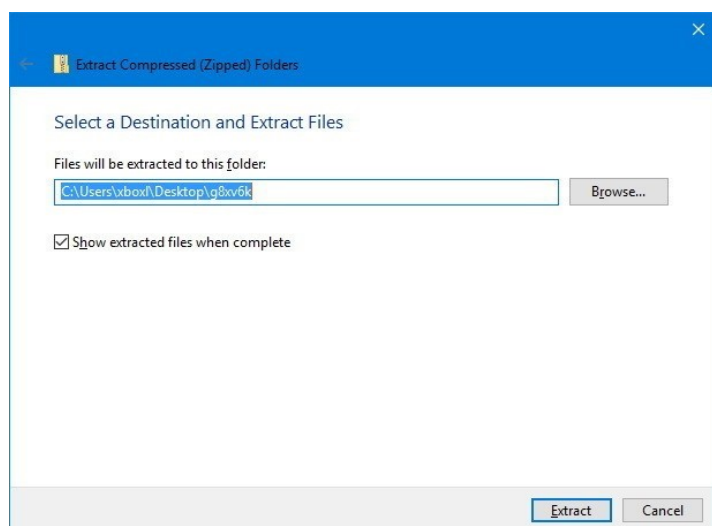 Extract Compressed (Zipped) Folders
Select a Destination and Extract Files
Files will be extracted to this folder:
C:\Users\xboxl\Desktop\g8xv6k
Browse...
Show extracted files when complete
Extract
Cancel